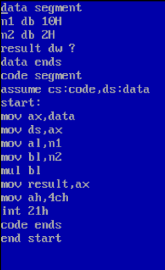 data segment
n1 db 10H
n2 db 2H
result dw ?
data ends
code segment
assume cs:code,ds:data
start:
mov ax,data
mov ds,ax
mov al,n1
mov bl,n2
mul bl
mov result,ax
mov ah,4ch
int 21h
code ends
end start